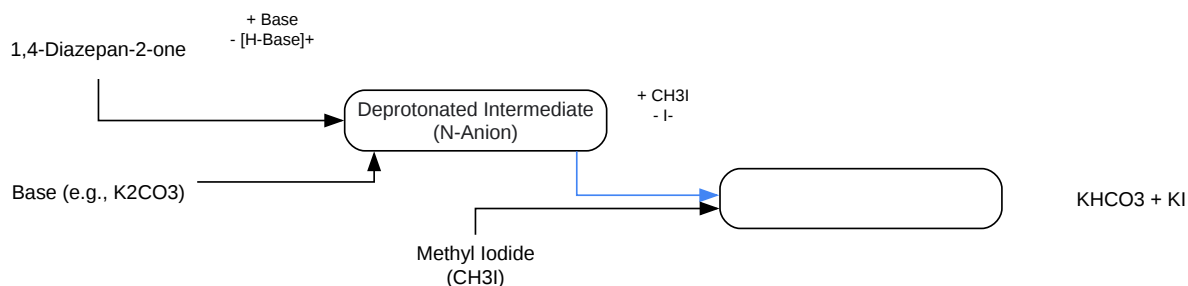 1,4-Diazepan-2-one
+ Base
- [H-Base]+
Deprotonated Intermediate
(N-Anion)
+ CH3I
- I-
Base (e.g., K2CO3)
Methyl Iodide
(CH3I)
KHCO3 + KI